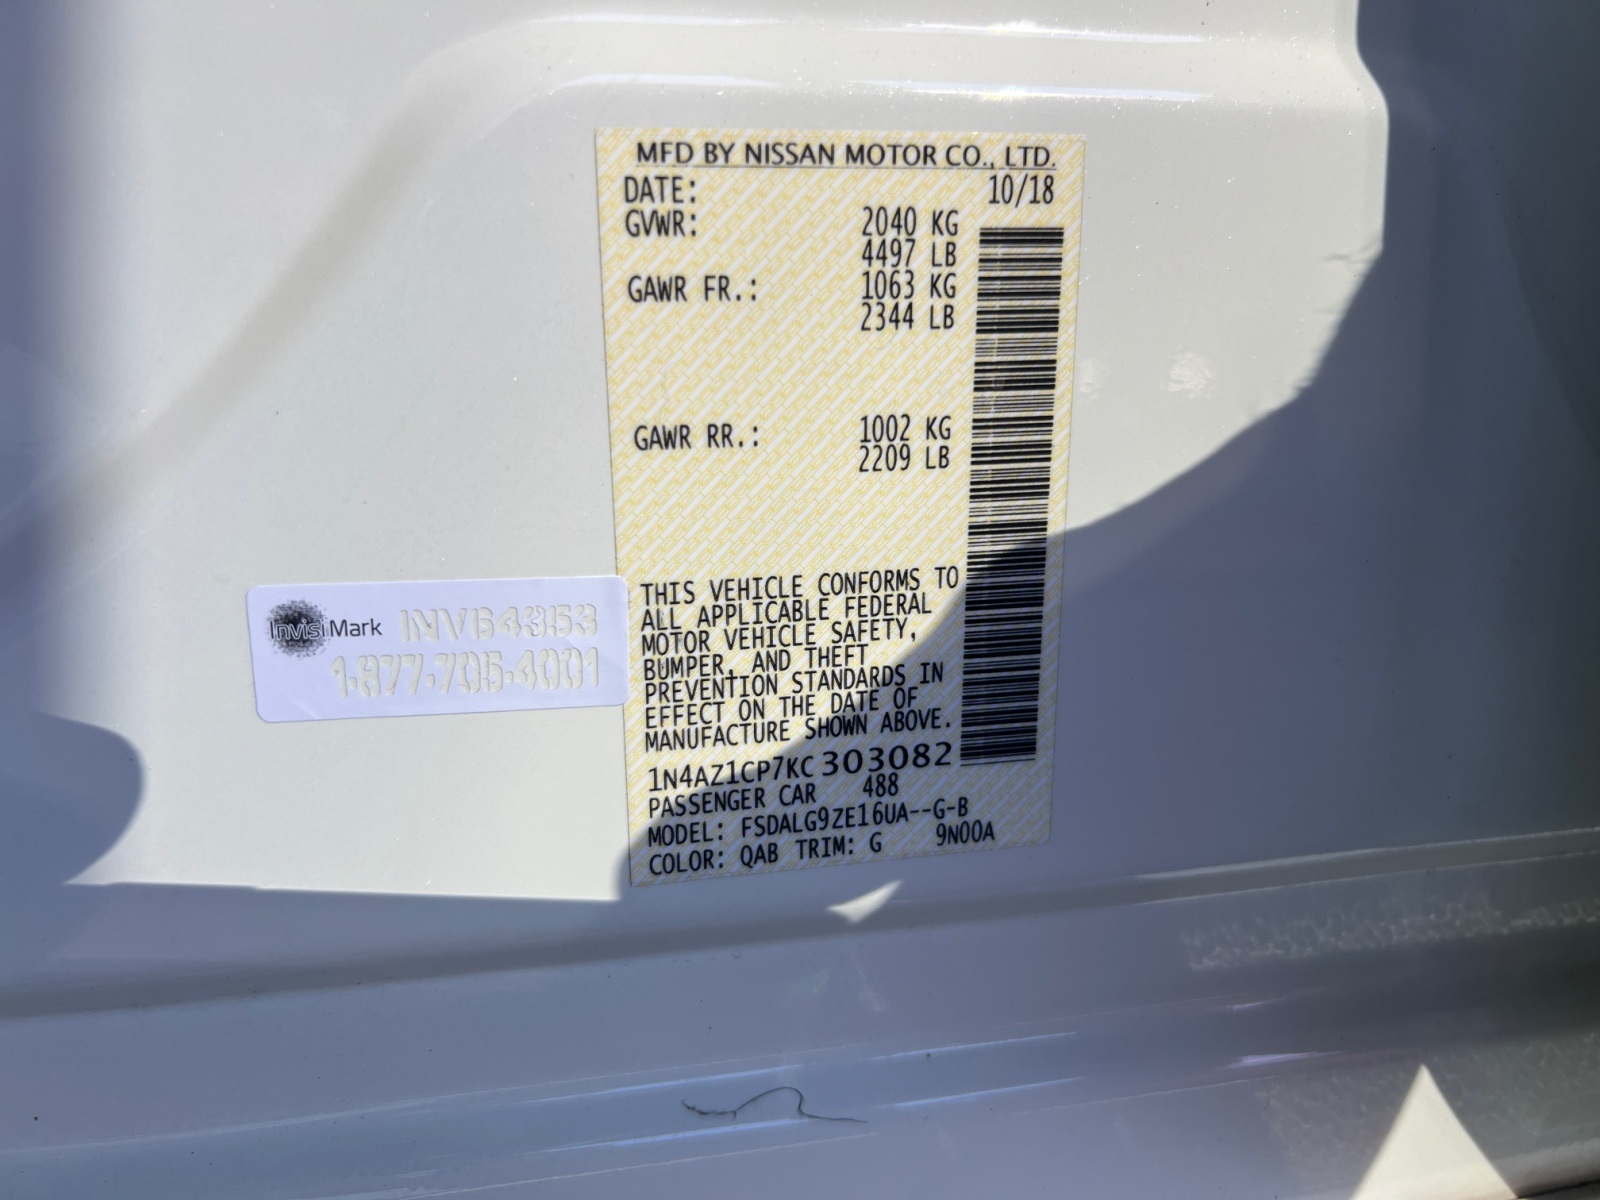 MFD BY NISSAN MOTOR CO., LTD.
DATE: 10/18
GVWR: 2040 KG
4497 LB
GAWR FR.: 1063 KG
2344 LB
GAWR RR.: 1002 KG
2209 LB
THIS VEHICLE CONFORMS TO
ALL APPLICABLE FEDERAL
MOTOR VEHICLE SAFETY,
BUMPER, AND THEFT
PREVENTION STANDARDS IN
EFFECT ON THE DATE OF
MANUFACTURE SHOWN ABOVE.
1N4AZ1CP7KC303082
PASSENGER CAR 488
MODEL: FSDALG9ZE16UA--G-B
COLOR: QAB TRIM: G 9N00A
InvisiMark INV64353
1-877-705-4001